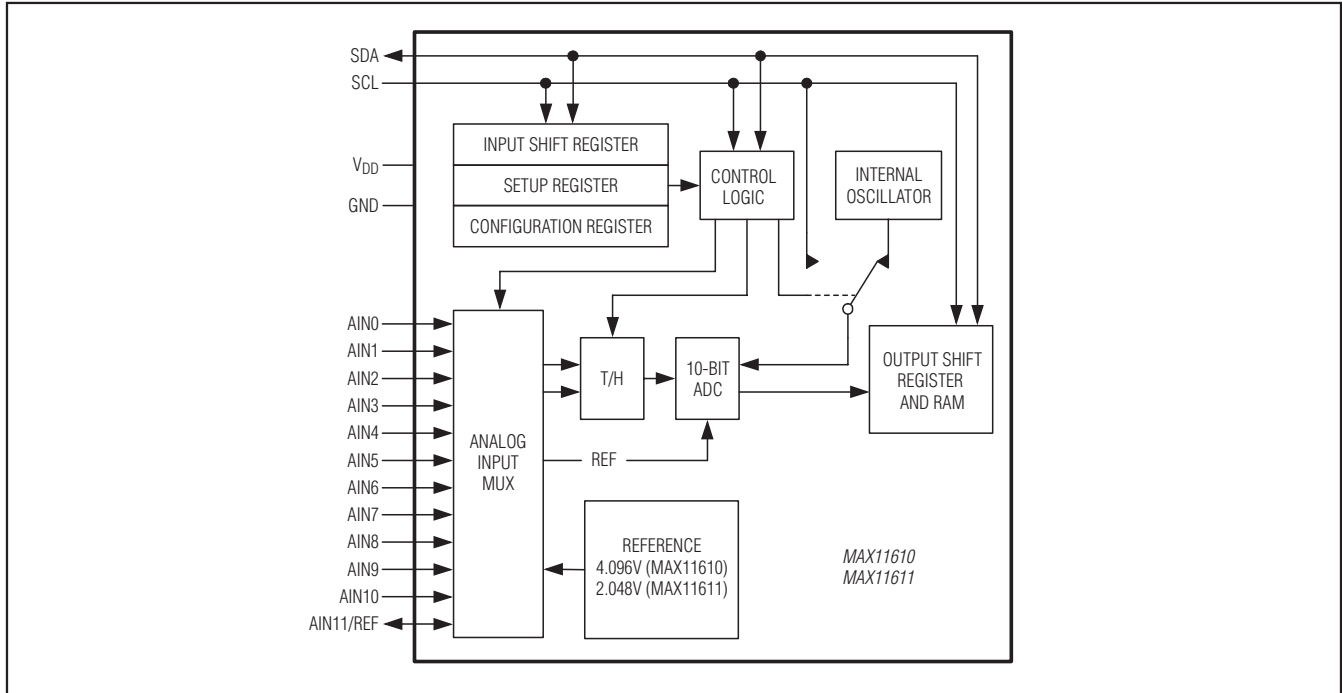 SDA
SCL
VDD
GND
INPUT SHIFT REGISTER
SETUP REGISTER
CONFIGURATION REGISTER
CONTROL
LOGIC
INTERNAL
OSCILLATOR
AIN0
AIN1
AIN2
AIN3
AIN4
AIN5
AIN6
AIN7
AIN8
AIN9
AIN10
AIN11/REF
ANALOG
INPUT
MUX
T/H
10-BIT
ADC
REF
OUTPUT SHIFT
REGISTER
AND RAM
REFERENCE
4.096V (MAX11610)
2.048V (MAX11611)
MAX11610
MAX11611